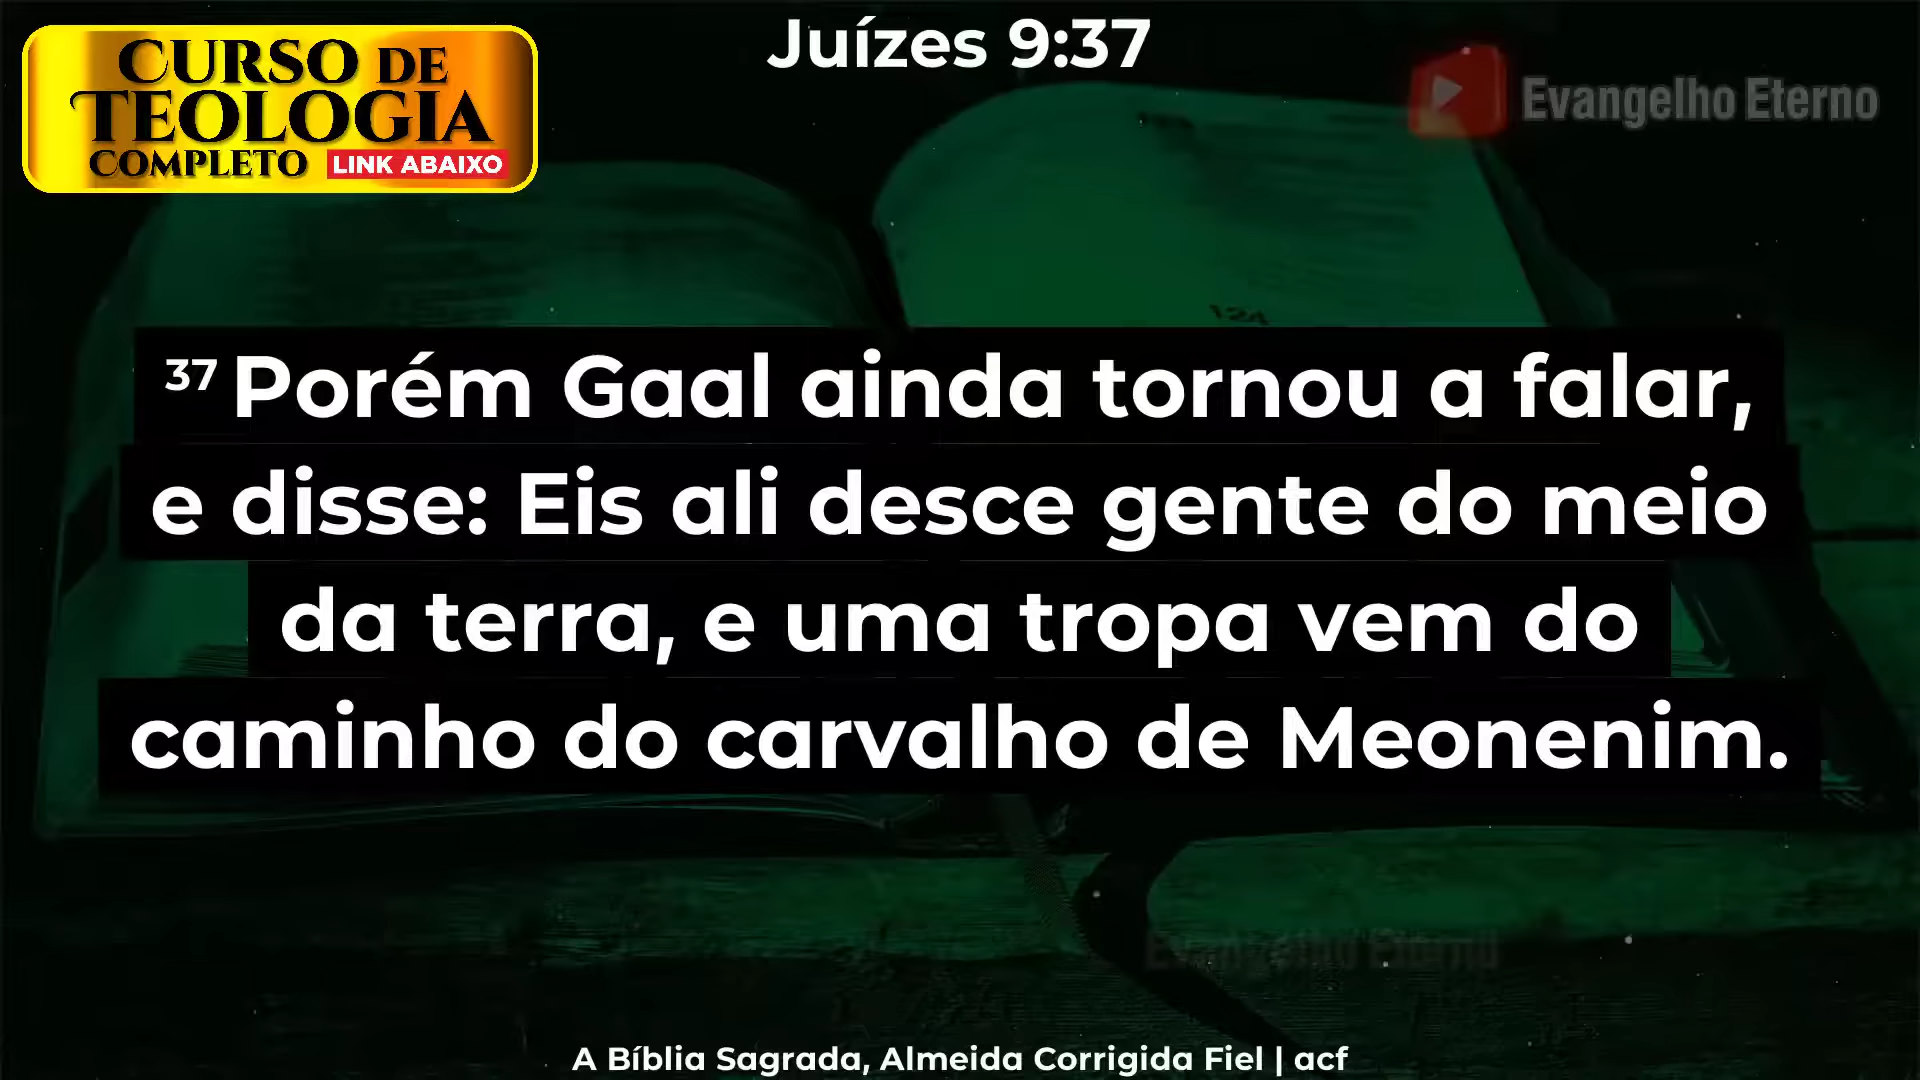 Juízes 9:37
CURSO DE
TEOLOGIA
COMPLETO LINK ABAIXO
Evangelho Eterno
124
37 Porém Gaal ainda tornou a falar,
e disse: Eis ali desce gente do meio
da terra, e uma tropa vem do
caminho do carvalho de Meonenim.
Evangelho Eterno
A Bíblia Sagrada, Almeida Corrigida Fiel | acf